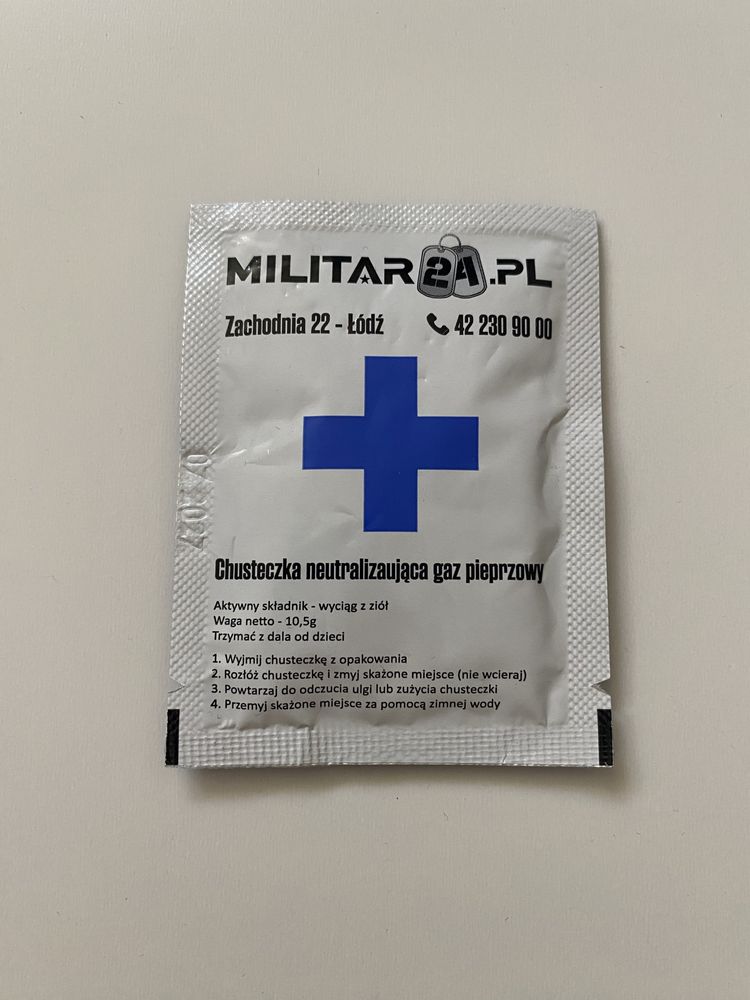 MILITAR24.PL
Zachodnia 22 - Łódź 42 230 90 00
Chusteczka neutralizaująca gaz pieprzowy
Aktywny składnik - wyciąg z ziół
Waga netto - 10,5g
Trzymać z dala od dzieci
1. Wyjmij chusteczkę z opakowania
2. Rozłóż chusteczkę i zmyj skażone miejsce (nie wcieraj)
3. Powtarzaj do odczucia ulgi lub zużycia chusteczki
4. Przemyj skażone miejsce za pomocą zimnej wody